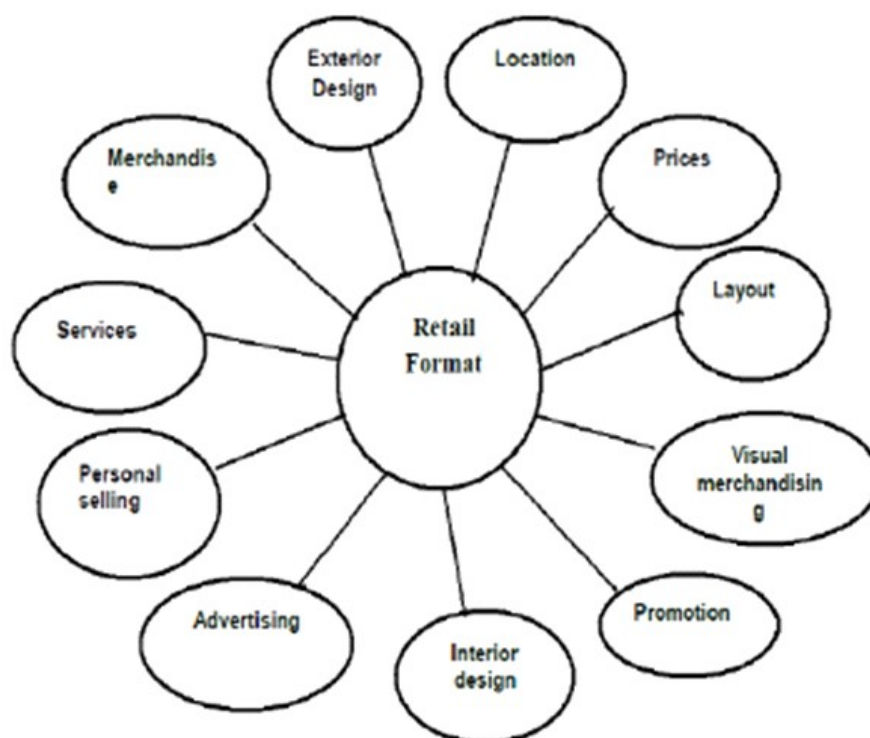 Exterior
Design
Location
Merchandis
e
Prices
Layout
Services
Retail
Format
Personal
selling
Visual
merchandisin
g
Advertising
Promotion
Interior
design